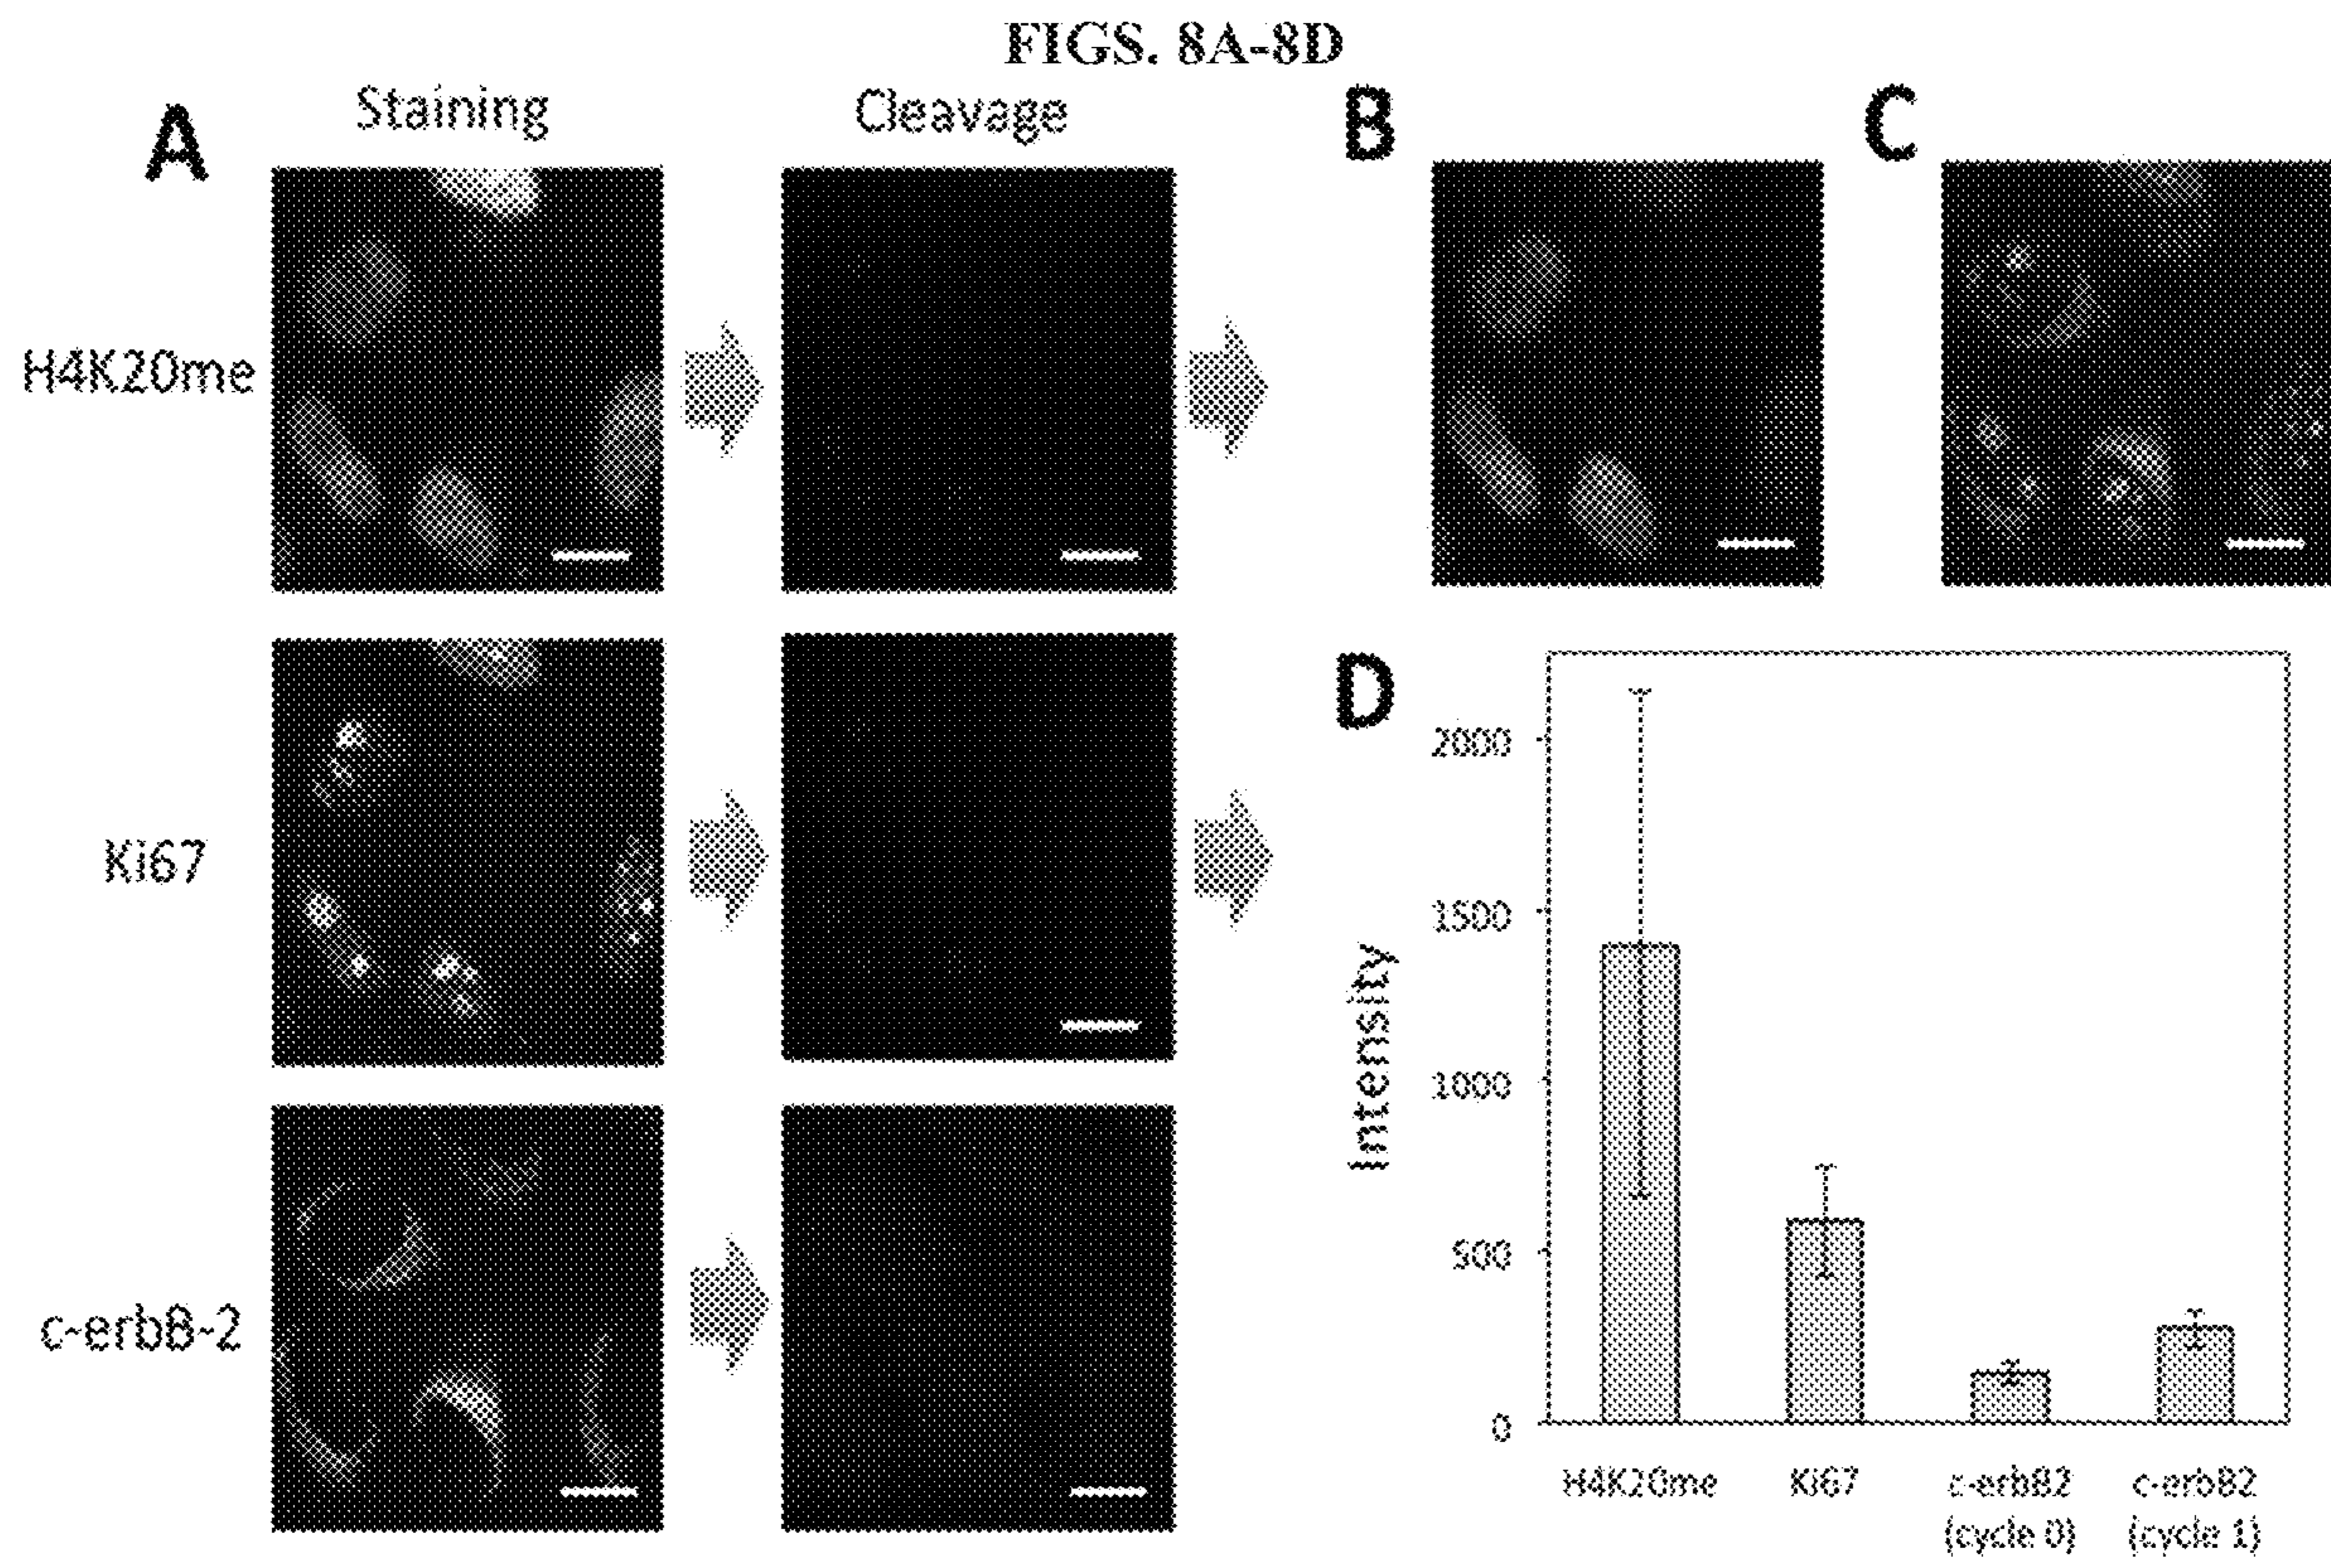 FIGS. 8A-8D
A
Staining
Cleavage
B
C
H4K20me
Ki67
c-erbB-2
D
2000
1500
1000
500
0
Intensity
H4K20me
Ki67
c-erbB2
(cycle 0)
c-erbB2
(cycle 1)